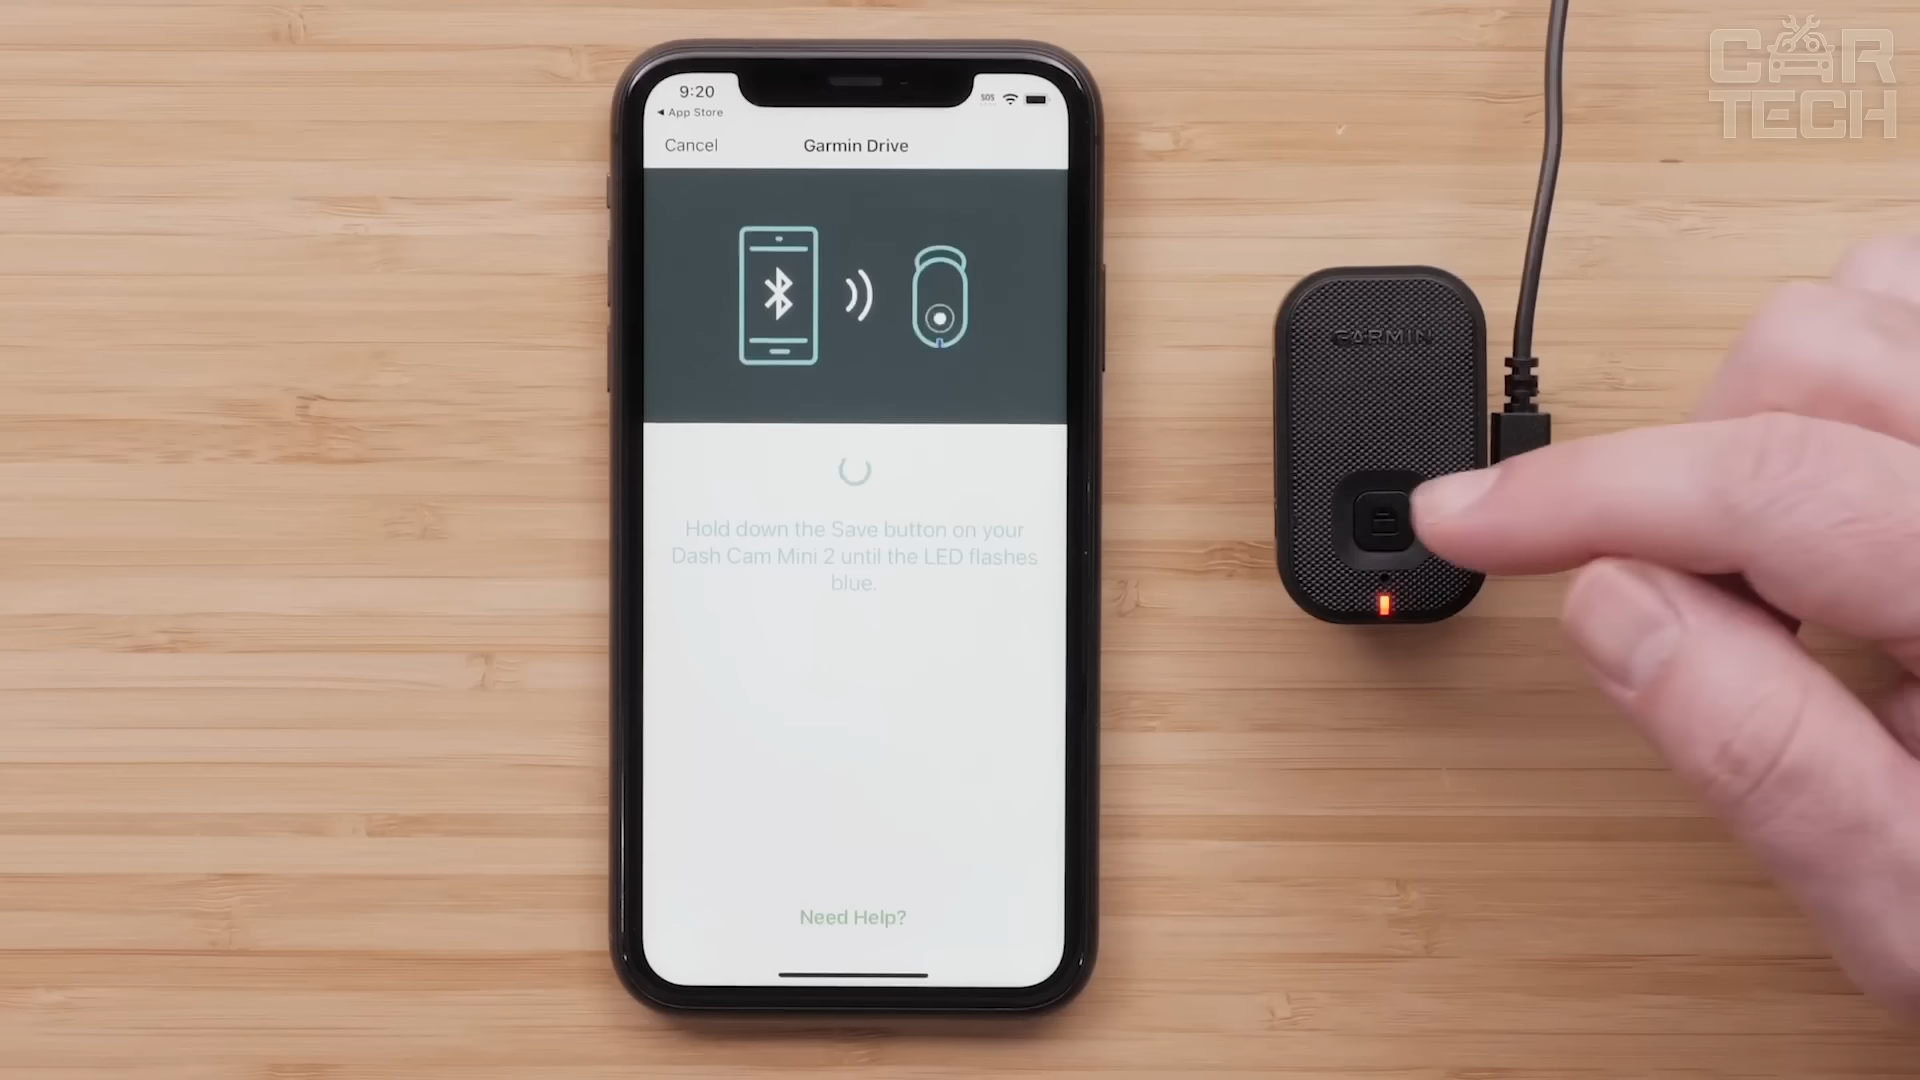 9:20
SOS
◀ App Store
Cancel
Garmin Drive
Hold down the Save button on your
Dash Cam Mini 2 until the LED flashes
blue.
Need Help?
GARMIN
CAR
TECH